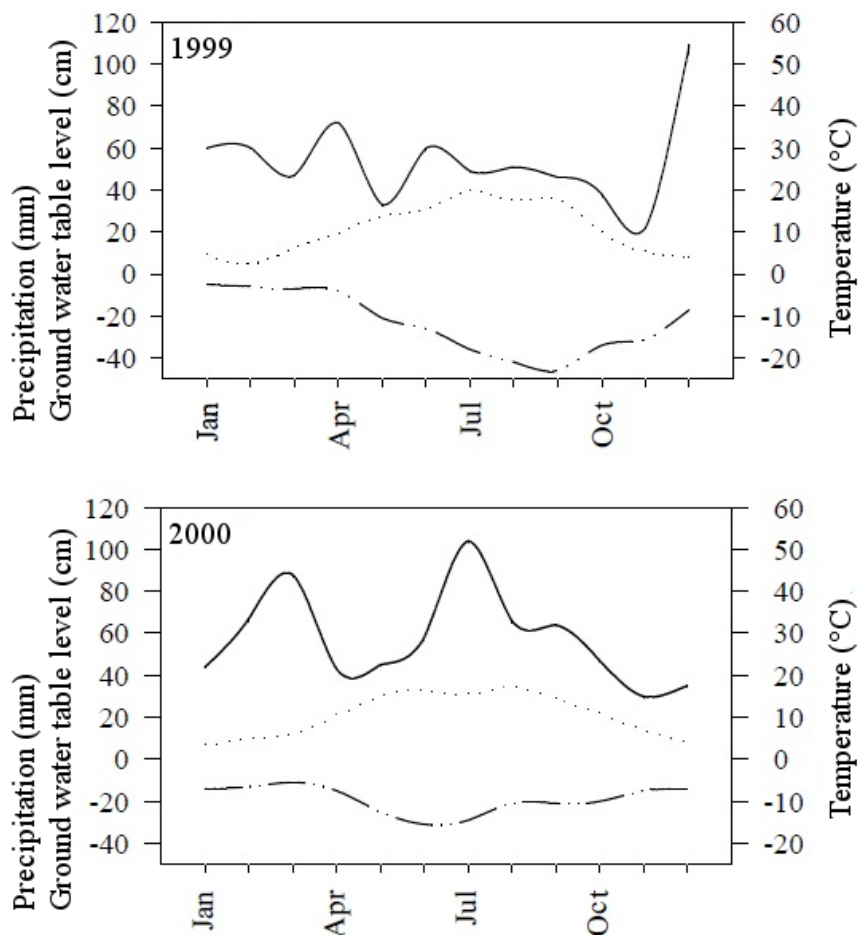 1999
Precipitation (mm)
Ground water table level (cm)
120
100
80
60
40
20
0
-20
-40
60
50
40
30
20
10
0
-10
-20
Temperature (°C)
Jan
Apr
Jul
Oct
2000
Precipitation (mm)
Ground water table level (cm)
120
100
80
60
40
20
0
-20
-40
60
50
40
30
20
10
0
-10
-20
Temperature (°C)
Jan
Apr
Jul
Oct